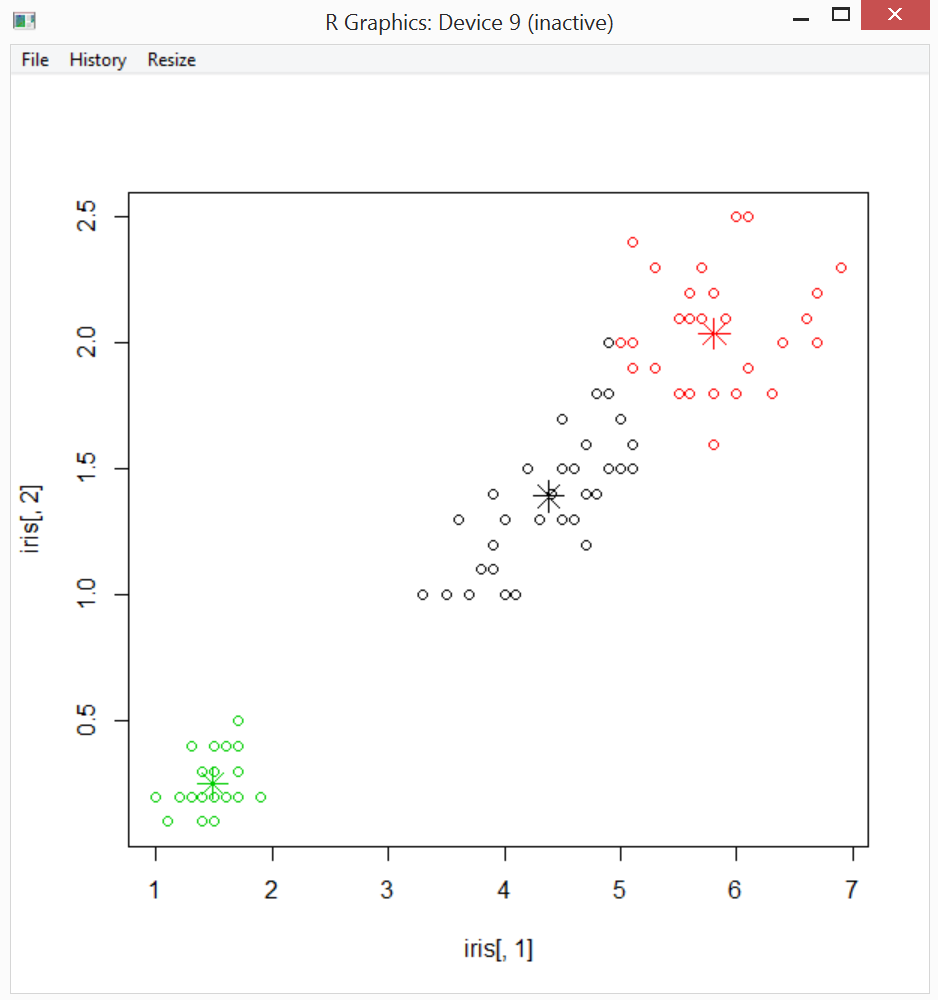 R Graphics: Device 9 (inactive)
File History Resize
2.5
2.0
1.5
1.0
0.5
iris[, 2]
1 2 3 4 5 6 7
iris[, 1]